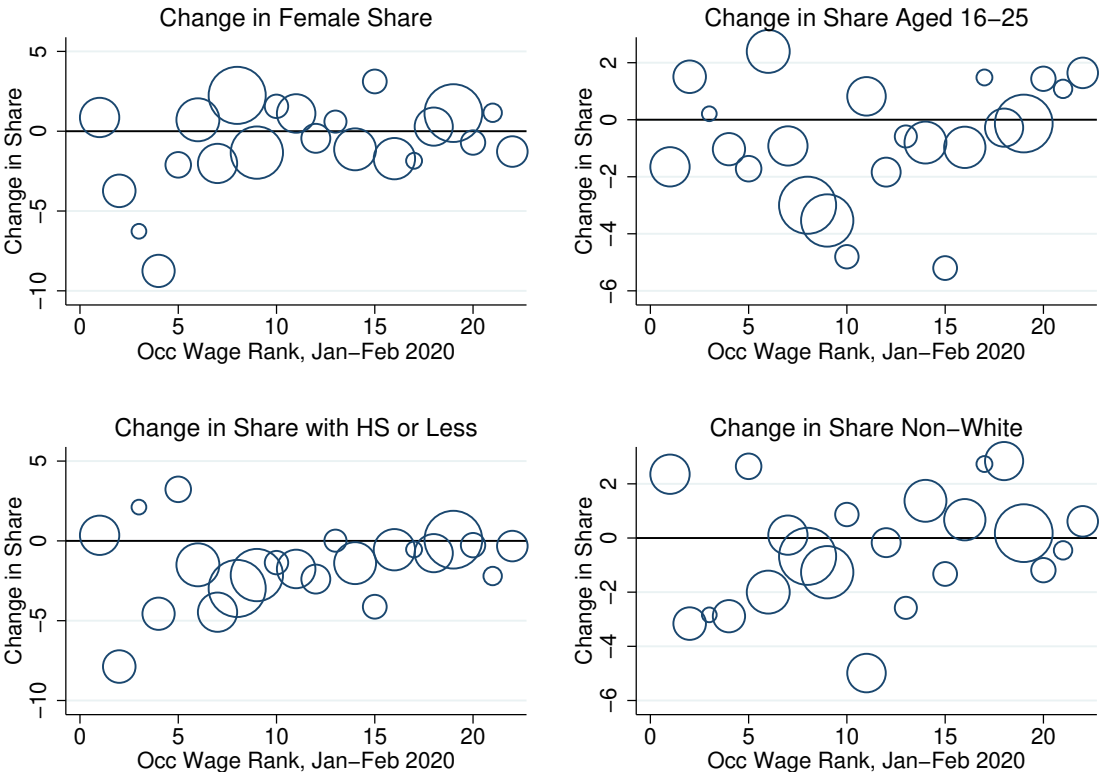 Change in Female Share
Change in Share
5
0
−5
−10
0 5 10 15 20
Occ Wage Rank, Jan−Feb 2020
Change in Share Aged 16−25
Change in Share
2
0
−2
−4
−6
0 5 10 15 20
Occ Wage Rank, Jan−Feb 2020
Change in Share with HS or Less
Change in Share
5
0
−5
−10
0 5 10 15 20
Occ Wage Rank, Jan−Feb 2020
Change in Share Non−White
Change in Share
2
0
−2
−4
−6
0 5 10 15 20
Occ Wage Rank, Jan−Feb 2020